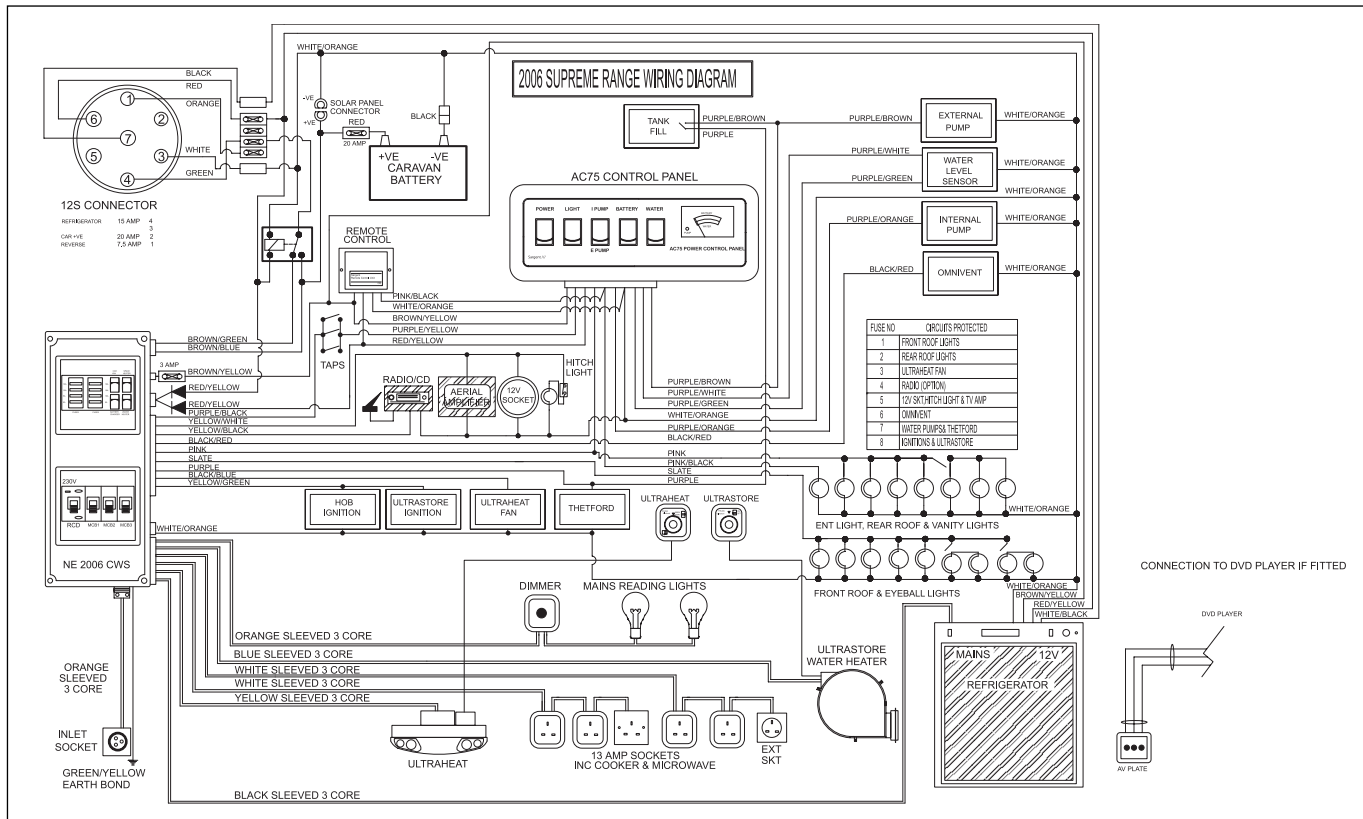 2006 SUPREME RANGE WIRING DIAGRAM
WHITE/ORANGE
BLACK
RED
ORANGE
WHITE
GREEN
1
2
3
4
5
6
7
12S CONNECTOR
REFRIGERATOR 15 AMP 4
3
CAR +VE 20 AMP 2
REVERSE 7,5 AMP 1
-VE
+VE
SOLAR PANEL
CONNECTOR
RED
20 AMP
BLACK
+VE -VE
CARAVAN
BATTERY
TANK
FILL
PURPLE/BROWN
PURPLE
PURPLE/BROWN
EXTERNAL
PUMP
WHITE/ORANGE
PURPLE/WHITE
PURPLE/GREEN
WATER
LEVEL
SENSOR
WHITE/ORANGE
WHITE/ORANGE
PURPLE/ORANGE
INTERNAL
PUMP
WHITE/ORANGE
BLACK/RED
OMNIVENT
WHITE/ORANGE
AC75 CONTROL PANEL
POWER LIGHT I PUMP BATTERY WATER
E PUMP
AC75 POWER CONTROL PANEL
REMOTE
CONTROL
PINK/BLACK
WHITE/ORANGE
BROWN/YELLOW
PURPLE/YELLOW
RED/YELLOW
TAPS
BROWN/GREEN
BROWN/BLUE
3 AMP
BROWN/YELLOW
RED/YELLOW
RED/YELLOW
PURPLE/BLACK
YELLOW/WHITE
YELLOW/BLACK
BLACK/RED
PINK
SLATE
PURPLE
BLACK/BLUE
YELLOW/GREEN
WHITE/ORANGE
RADIO/CD
AERIAL
AMPLIFIER
12V
SOCKET
HITCH
LIGHT
PURPLE/BROWN
PURPLE/WHITE
PURPLE/GREEN
WHITE/ORANGE
PURPLE/ORANGE
BLACK/RED
PINK
PINK/BLACK
SLATE
PURPLE
FUSE NO CIRCUITS PROTECTED
1 FRONT ROOF LIGHTS
2 REAR ROOF LIGHTS
3 ULTRAHEAT FAN
4 RADIO (OPTION)
5 12V SKT,HITCH LIGHT & TV AMP
6 OMNIVENT
7 WATER PUMPS& THETFORD
8 IGNITIONS & ULTRASTORE
230V
RCD MCB1 MCB2 MCB3
NE 2006 CWS
HOB
IGNITION
ULTRASTORE
IGNITION
ULTRAHEAT
FAN
THETFORD
ULTRAHEAT
ULTRASTORE
ENT LIGHT, REAR ROOF & VANITY LIGHTS
WHITE/ORANGE
FRONT ROOF & EYEBALL LIGHTS
WHITE/ORANGE
BROWN/YELLOW
RED/YELLOW
WHITE/BLACK
CONNECTION TO DVD PLAYER IF FITTED
DVD PLAYER
AV PLATE
DIMMER
MAINS READING LIGHTS
ORANGE SLEEVED 3 CORE
BLUE SLEEVED 3 CORE
WHITE SLEEVED 3 CORE
WHITE SLEEVED 3 CORE
YELLOW SLEEVED 3 CORE
ULTRASTORE
WATER HEATER
MAINS 12V
REFRIGERATOR
ORANGE
SLEEVED
3 CORE
INLET
SOCKET
GREEN/YELLOW
EARTH BOND
ULTRAHEAT
13 AMP SOCKETS
INC COOKER & MICROWAVE
EXT
SKT
BLACK SLEEVED 3 CORE